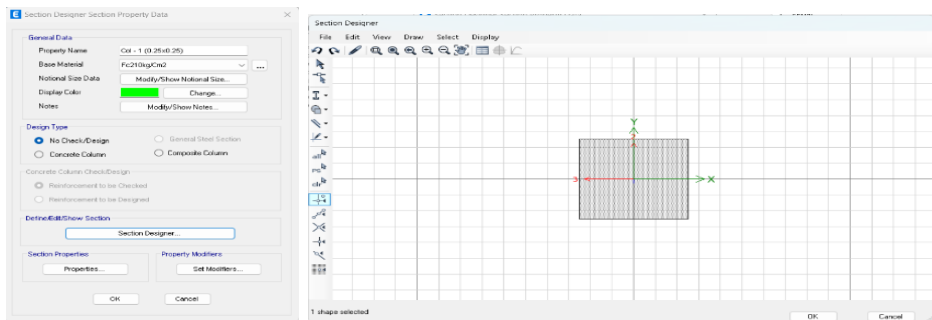 E Section Designer Section Property Data
General Data
Property Name Col - 1 (0.25x0.25)
Base Material Fc210kg/Cm2 ...
Notional Size Data Modify/Show Notional Size...
Display Color Change...
Notes Modify/Show Notes...
Design Type
No Check/Design General Steel Section
Concrete Column Composite Column
Concrete Column Check/Design
Reinforcement to be Checked
Reinforcement to be Designed
Define/Edit/Show Section
Section Designer...
Section Properties Property Modifiers
Properties... Set Modifiers...
OK Cancel
Section Designer
File Edit View Draw Select Display
all
clr
Y
2
3 X
1 shape selected
OK Cancel